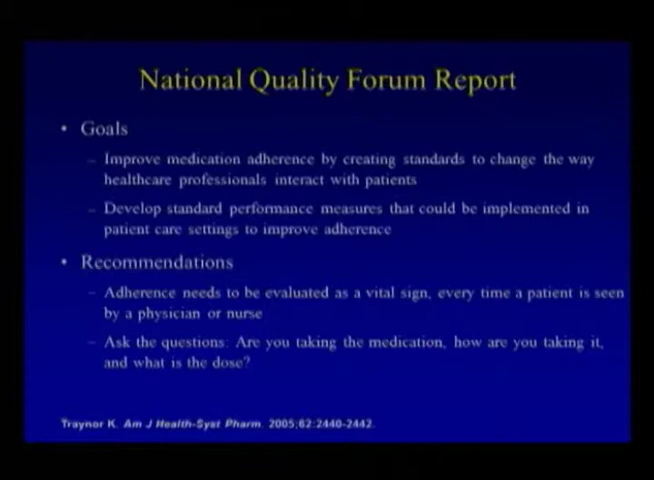 National Quality Forum Report
• Goals
– Improve medication adherence by creating standards to change the way
healthcare professionals interact with patients
– Develop standard performance measures that could be implemented in
patient care settings to improve adherence
• Recommendations
– Adherence needs to be evaluated as a vital sign, every time a patient is seen
by a physician or nurse
– Ask the questions: Are you taking the medication, how are you taking it,
and what is the dose?
Traynor K. Am J Health-Syst Pharm. 2005;62:2440-2442.